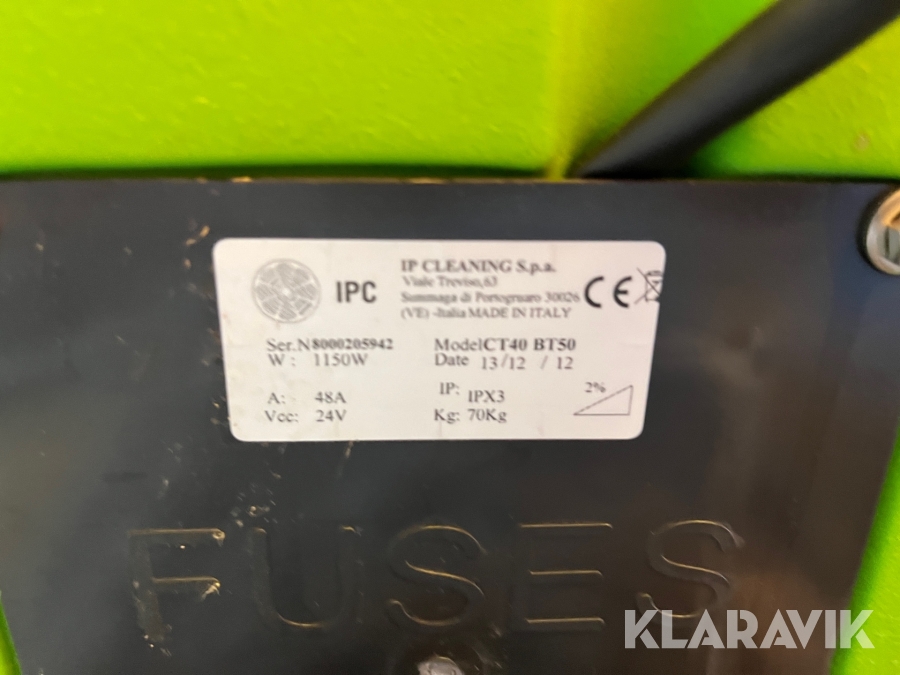 IPC
IP CLEANING S.p.a.
Viale Treviso,63
Summaga di Portogruaro 30026
(VE) -Italia MADE IN ITALY
CE
Ser.N8000205942 ModelCT40 BT50
W : 1150W Date 13/12 / 12
A: 48A IP: IPX3 2%
Vcc: 24V Kg: 70Kg
FUSES
KLARAVIK